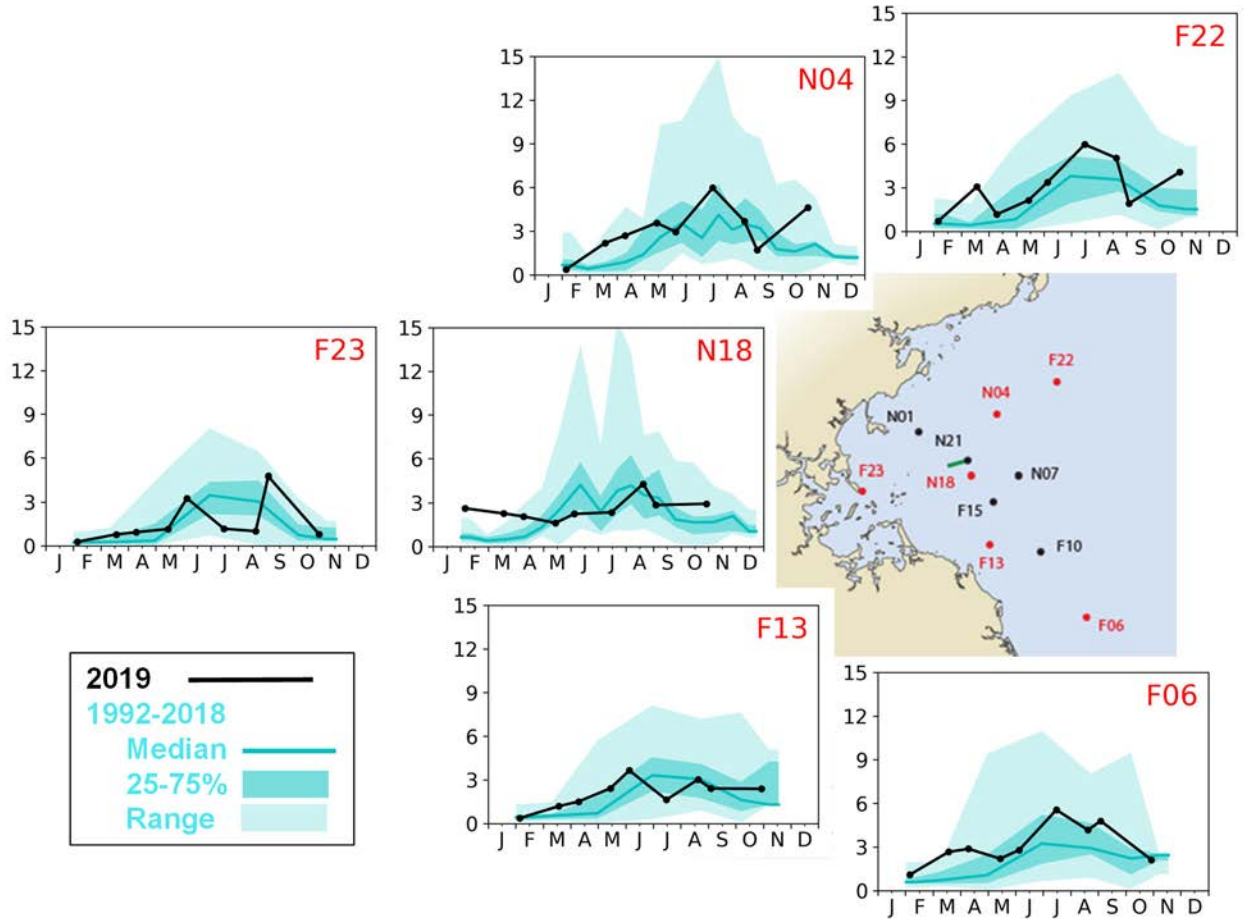 N04
15
12
9
6
3
0
J F M A M J J A S O N D
F22
15
12
9
6
3
0
J F M A M J J A S O N D
F23
15
12
9
6
3
0
J F M A M J J A S O N D
N18
15
12
9
6
3
0
J F M A M J J A S O N D
F22
N04
N01
N21
F23
N18
N07
F15
F13
F10
F06
F13
15
12
9
6
3
0
J F M A M J J A S O N D
F06
15
12
9
6
3
0
J F M A M J J A S O N D
2019
1992-2018
Median
25-75%
Range